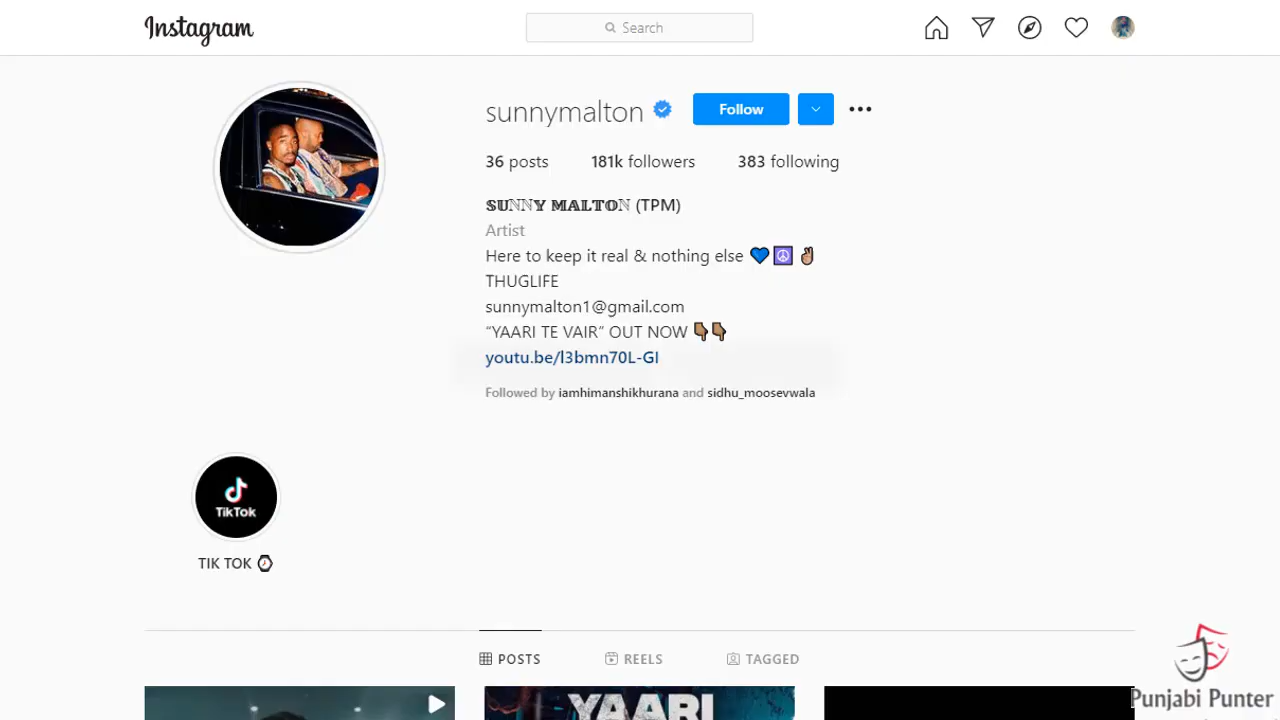 Instagram
Search
sunnymalton Follow
36 posts 181k followers 383 following
𝕊𝕌ℕℕ𝕐 𝕄𝔸𝕃𝕋𝕆ℕ (TPM)
Artist
Here to keep it real & nothing else 💙☮️✌🏽
THUGLIFE
sunnymalton1@gmail.com
“YAARI TE VAIR” OUT NOW 👇🏽👇🏽
youtu.be/l3bmn70L-GI
Followed by iamhimanshikhurana and sidhu_moosevwala
TikTok
TIK TOK ⌚
POSTS REELS TAGGED
YAARI
Punjabi Punter